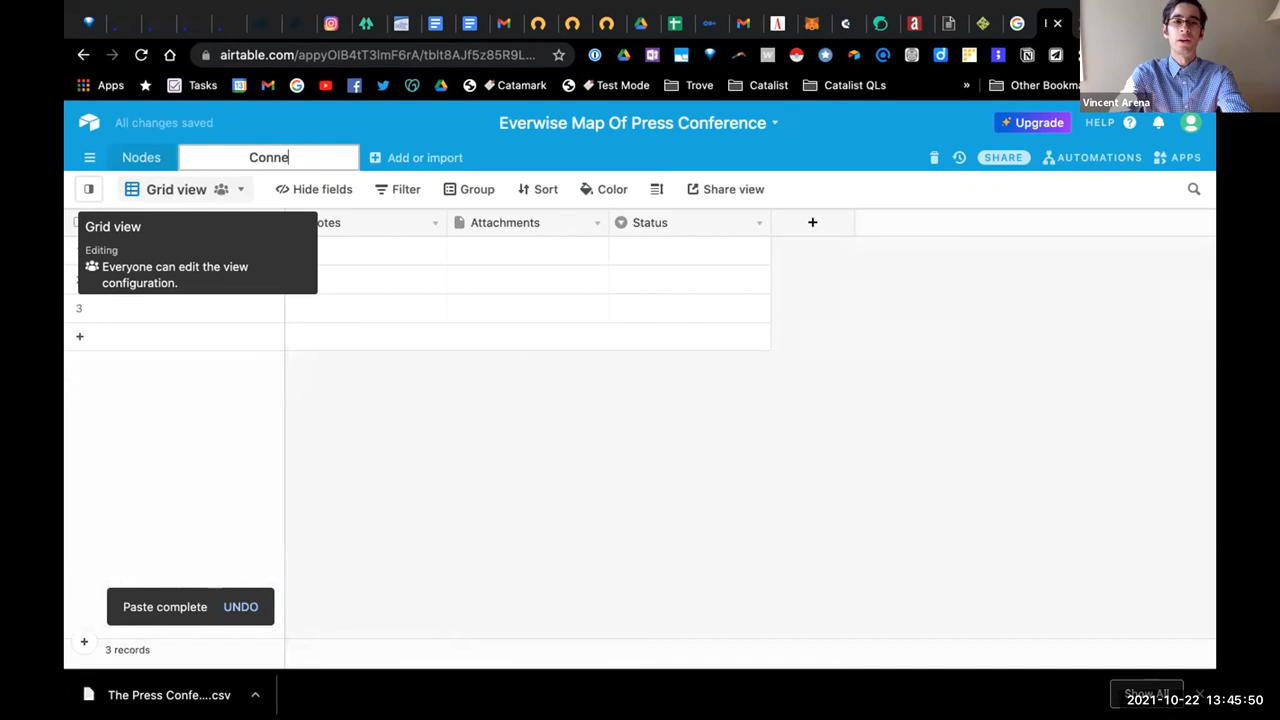 airtable.com/appyOIB4tT3lmF6rA/tblt8AJf5z85R9L...
Apps Tasks Catamark Test Mode Trove Catalist Catalist QLs » Other Bookma
Vincent Arena
All changes saved Everwise Map Of Press Conference Upgrade HELP
Nodes Conne Add or import SHARE AUTOMATIONS APPS
Grid view Hide fields Filter Group Sort Color Share view
Grid view
otes Attachments Status
Editing
Everyone can edit the view
configuration.
3
Paste complete UNDO
3 records
The Press Confe....csv
Show All
2021-10-22 13:45:50